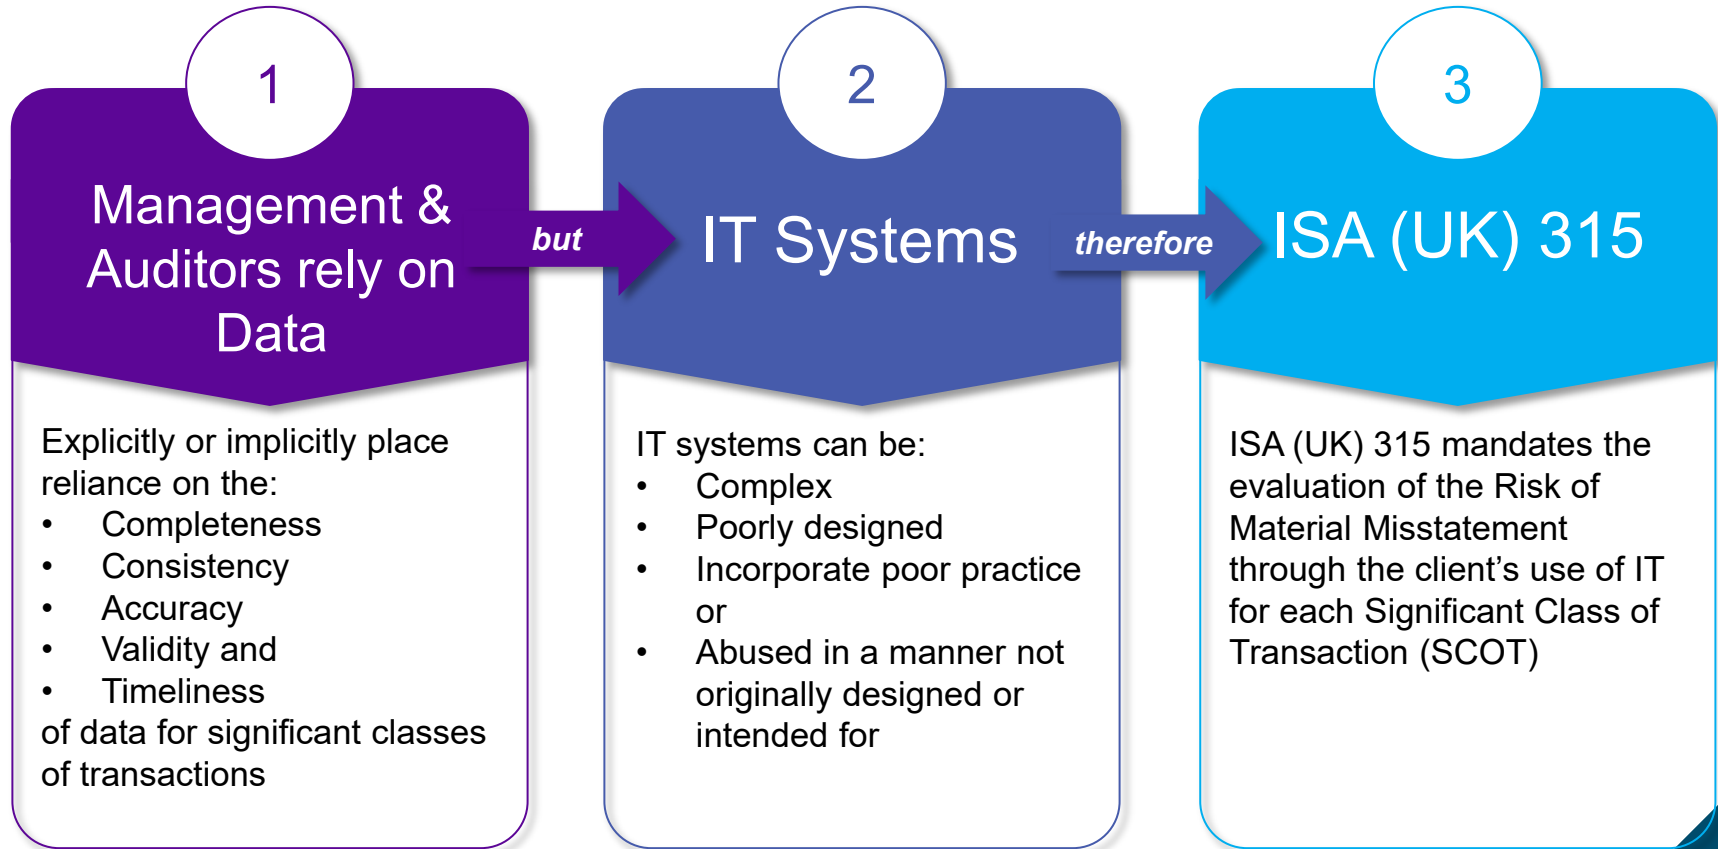 1
Management &
Auditors rely on
Data
Explicitly or implicitly place
reliance on the:
• Completeness
• Consistency
• Accuracy
• Validity and
• Timeliness
of data for significant classes
of transactions
but
2
IT Systems
IT systems can be:
• Complex
• Poorly designed
• Incorporate poor practice
or
• Abused in a manner not
originally designed or
intended for
therefore
3
ISA (UK) 315
ISA (UK) 315 mandates the
evaluation of the Risk of
Material Misstatement
through the client’s use of IT
for each Significant Class of
Transaction (SCOT)